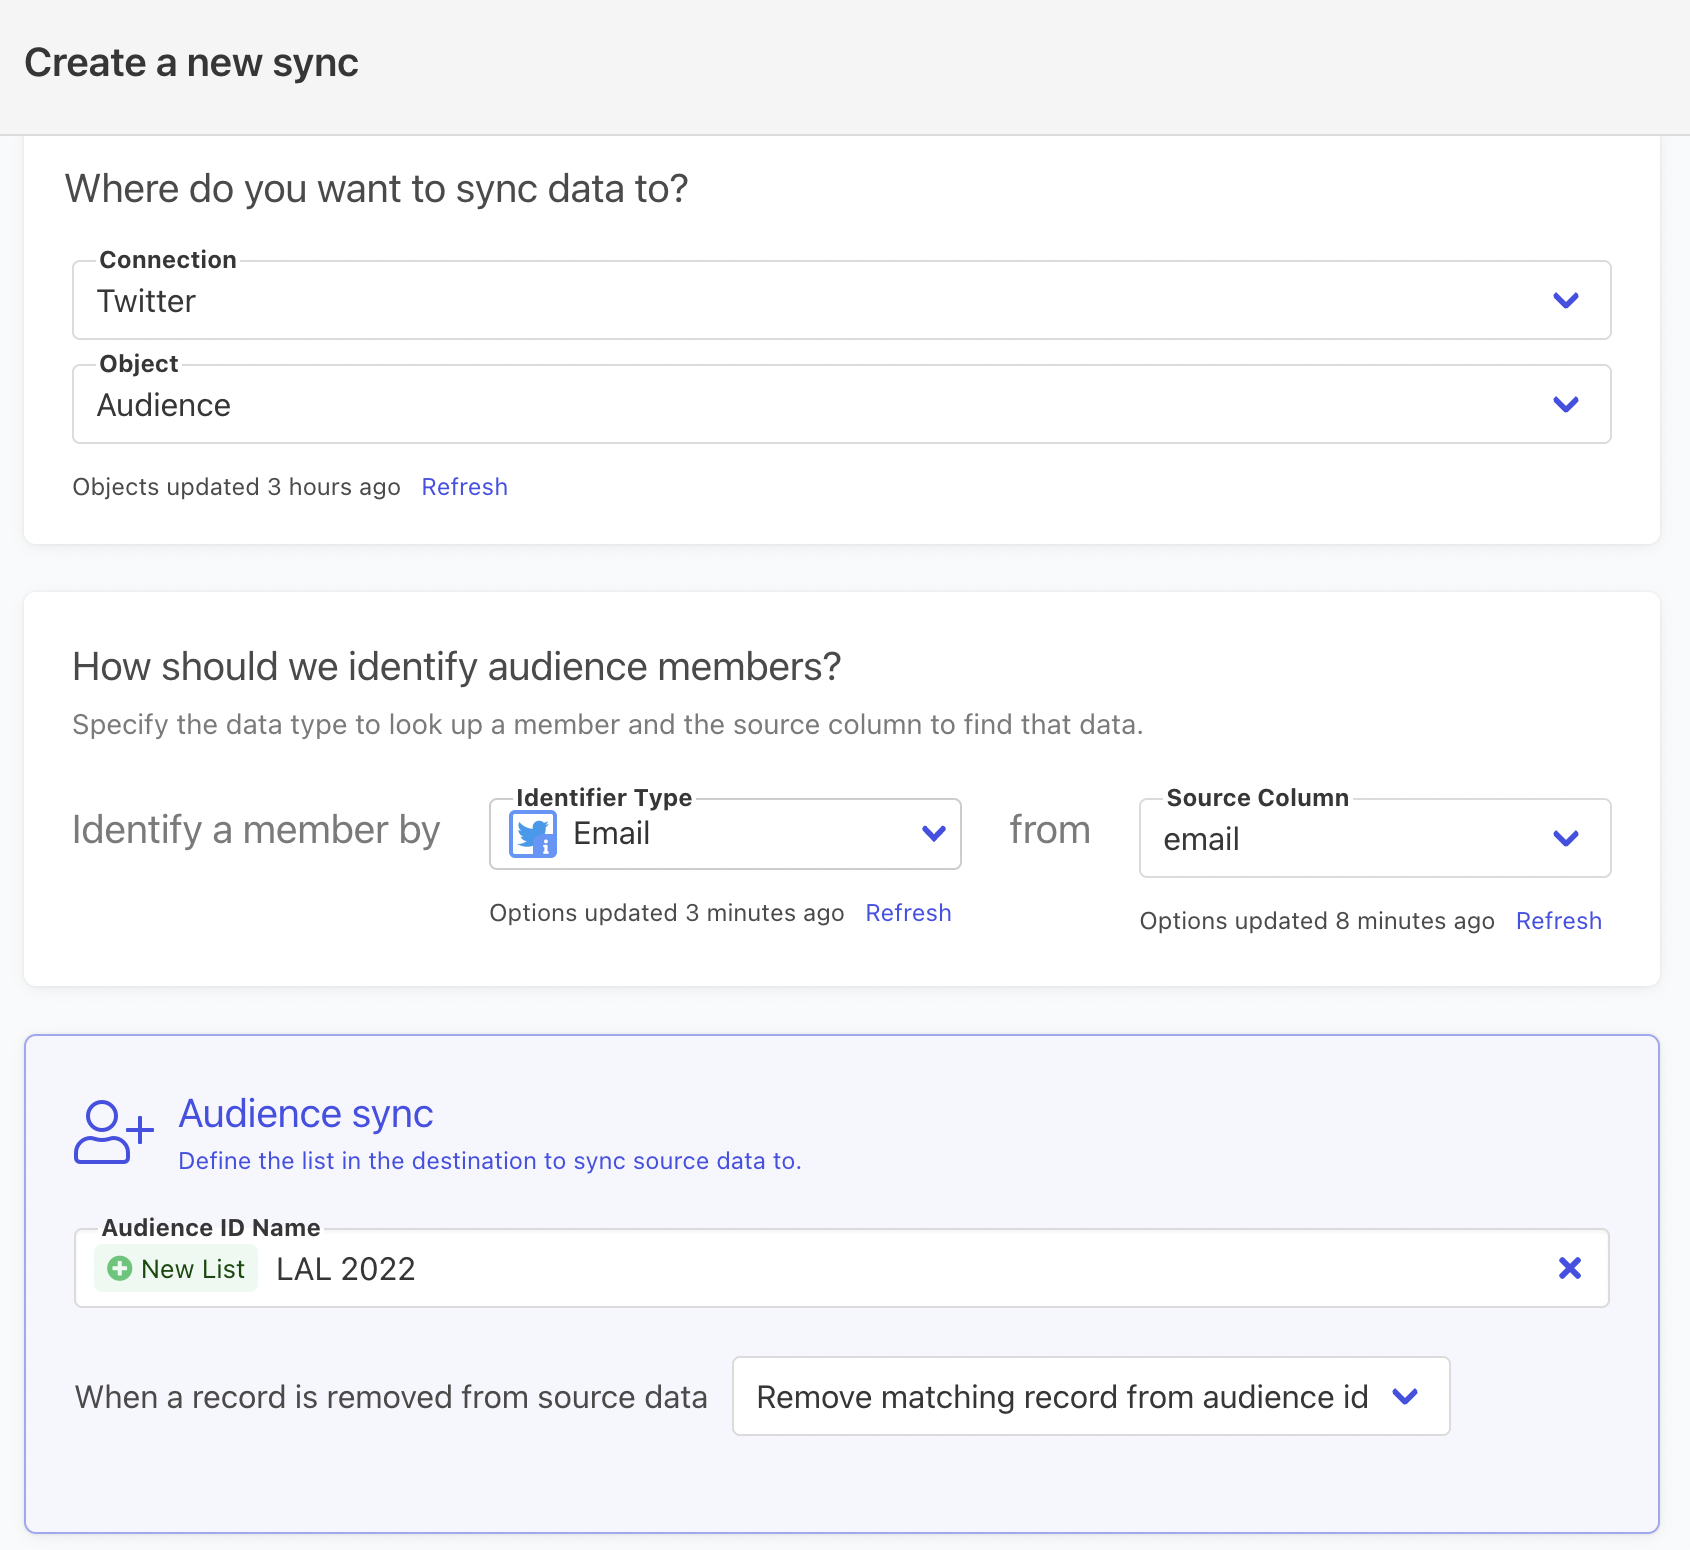 Create a new sync
Where do you want to sync data to?
Connection
Twitter
Object
Audience
Objects updated 3 hours ago Refresh
How should we identify audience members?
Specify the data type to look up a member and the source column to find that data.
Identifier Type
Source Column
Identify a member by Email from email
Options updated 3 minutes ago Refresh
Options updated 8 minutes ago Refresh
Audience sync
Define the list in the destination to sync source data to.
Audience ID Name
New List LAL 2022
When a record is removed from source data Remove matching record from audience id